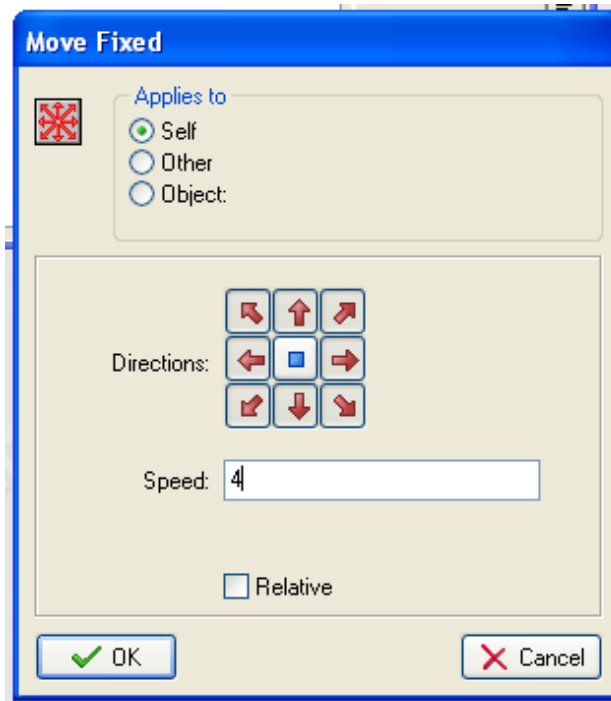 Move Fixed
Applies to
Self
Other
Object:
Directions:
Speed: 4
Relative
OK Cancel